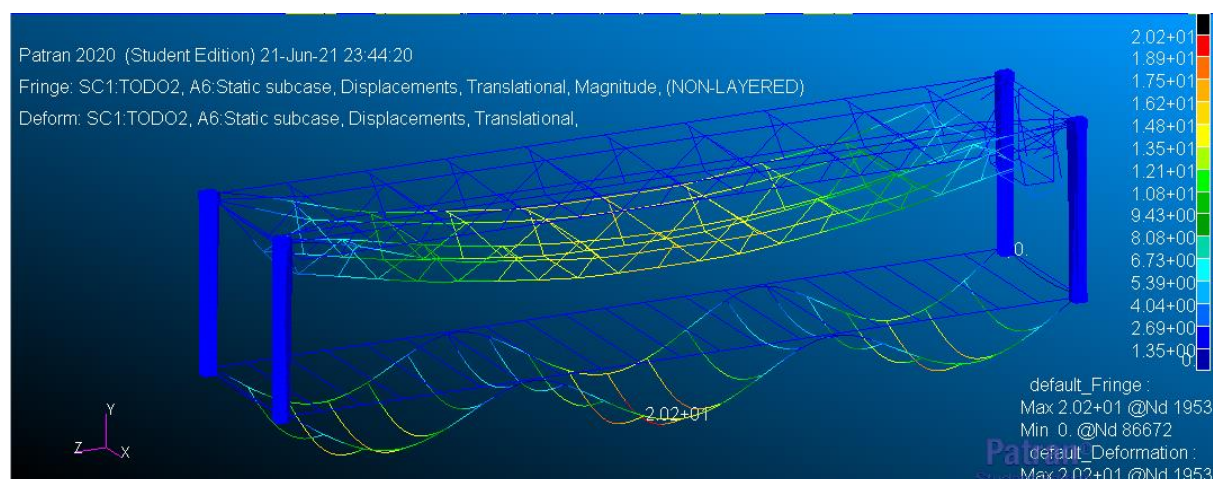 Patran 2020 (Student Edition) 21-Jun-21 23:44:20
Fringe: SC1:TODO2, A6:Static subcase, Displacements, Translational, Magnitude, (NON-LAYERED)
Deform: SC1:TODO2, A6:Static subcase, Displacements, Translational,
2.02+01
1.89+01
1.75+01
1.62+01
1.48+01
1.35+01
1.21+01
1.08+01
9.43+00
8.08+00
6.73+00
5.39+00
4.04+00
2.69+00
1.35+00
0.
0.
2.02+01
Y
Z
X
default_Fringe :
Max 2.02+01 @Nd 1953
Min 0. @Nd 86672
Patran
default_Deformation :
Max 2.02+01 @Nd 1953